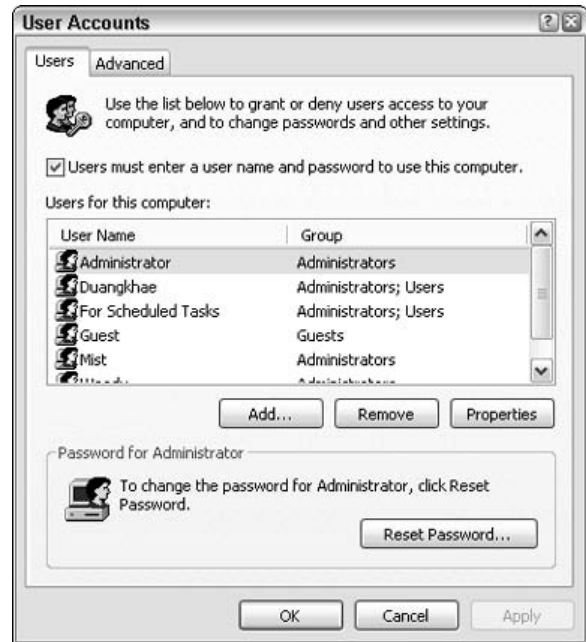 User Accounts
Users Advanced
Use the list below to grant or deny users access to your
computer, and to change passwords and other settings.
Users must enter a user name and password to use this computer.
Users for this computer:
User Name Group
Administrator Administrators
Duangkhae Administrators; Users
For Scheduled Tasks Administrators; Users
Guest Guests
Mist Administrators
Add... Remove Properties
Password for Administrator
To change the password for Administrator, click Reset
Password.
Reset Password...
OK Cancel Apply